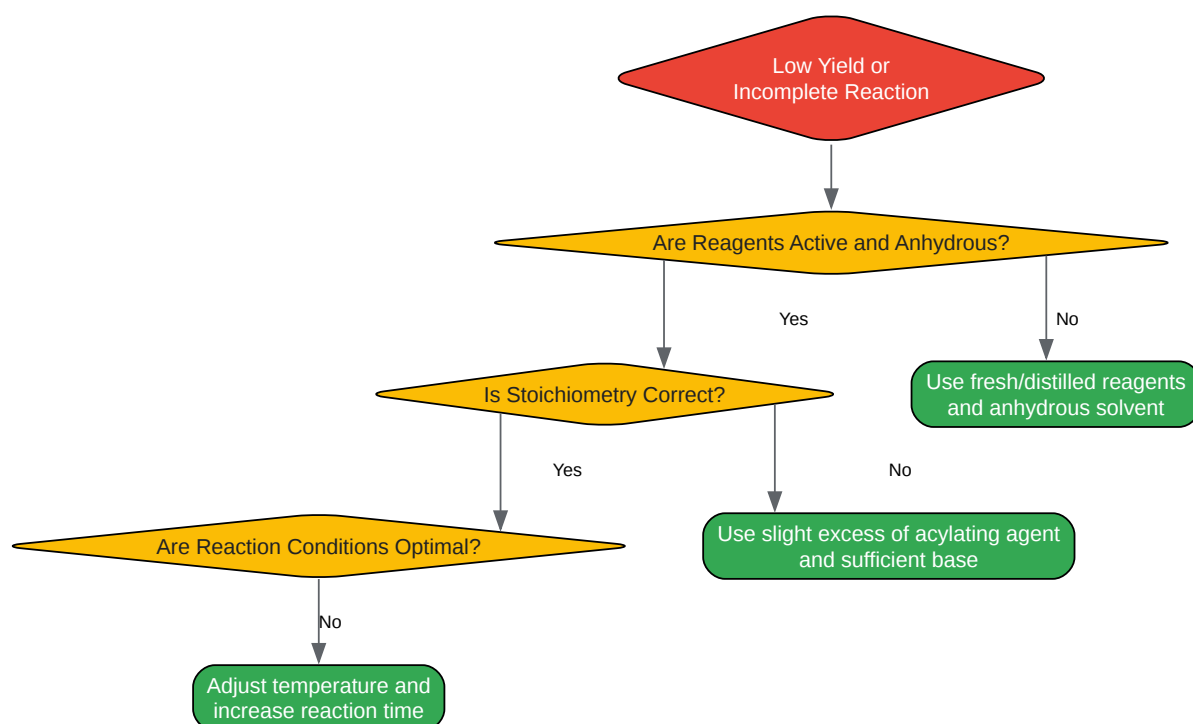 Low Yield or
Incomplete Reaction
Are Reagents Active and Anhydrous?
Yes
No
Use fresh/distilled reagents
and anhydrous solvent
Is Stoichiometry Correct?
Yes
No
Use slight excess of acylating agent
and sufficient base
Are Reaction Conditions Optimal?
No
Adjust temperature and
increase reaction time